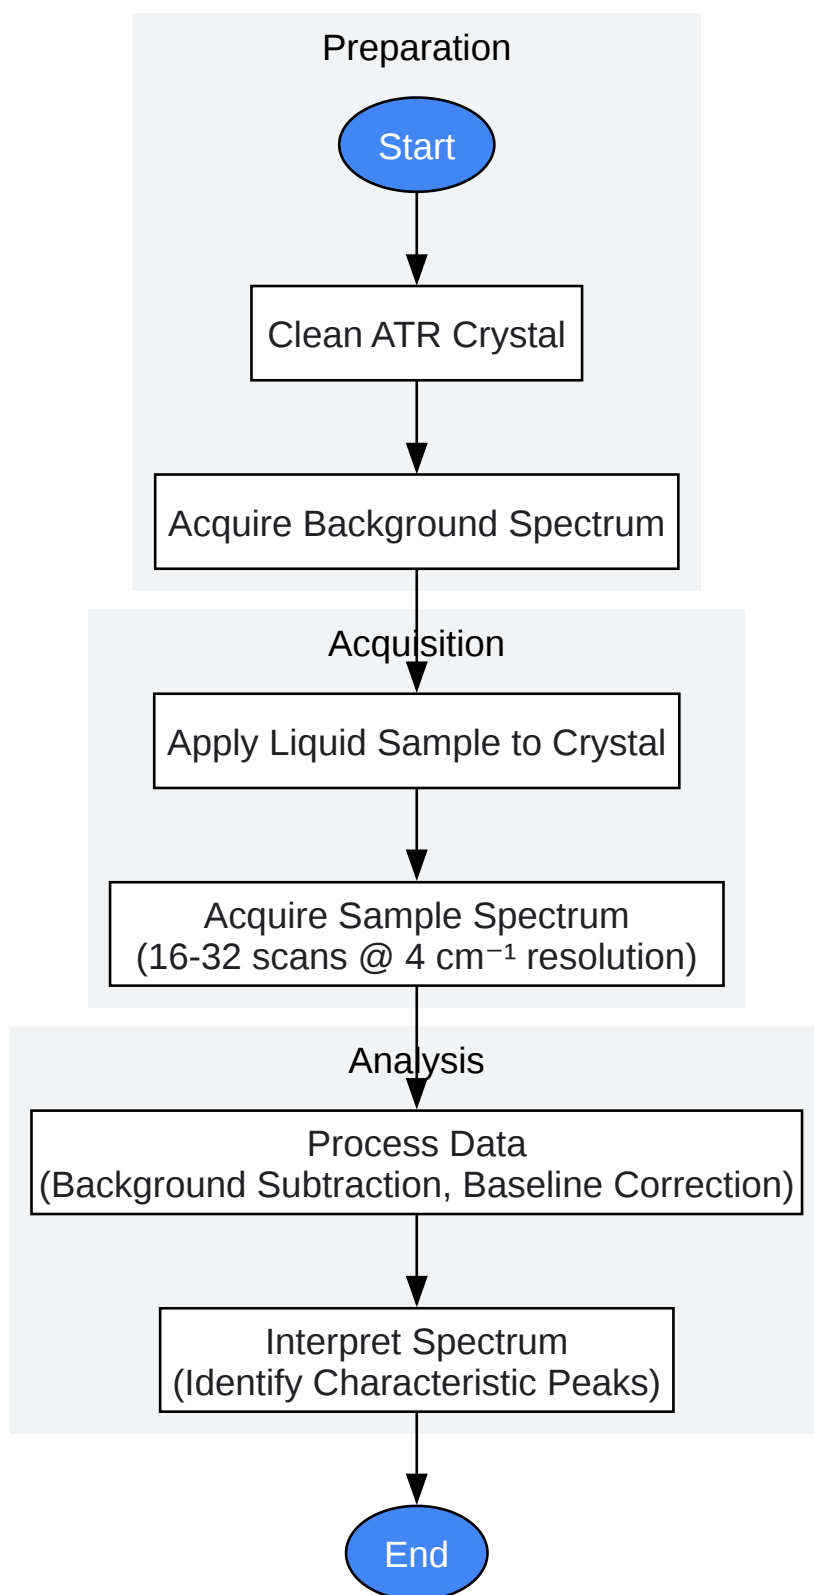 Preparation
Start
Clean ATR Crystal
Acquire Background Spectrum
Acquisition
Apply Liquid Sample to Crystal
Acquire Sample Spectrum
(16-32 scans @ 4 cm⁻¹ resolution)
Analysis
Process Data
(Background Subtraction, Baseline Correction)
Interpret Spectrum
(Identify Characteristic Peaks)
End